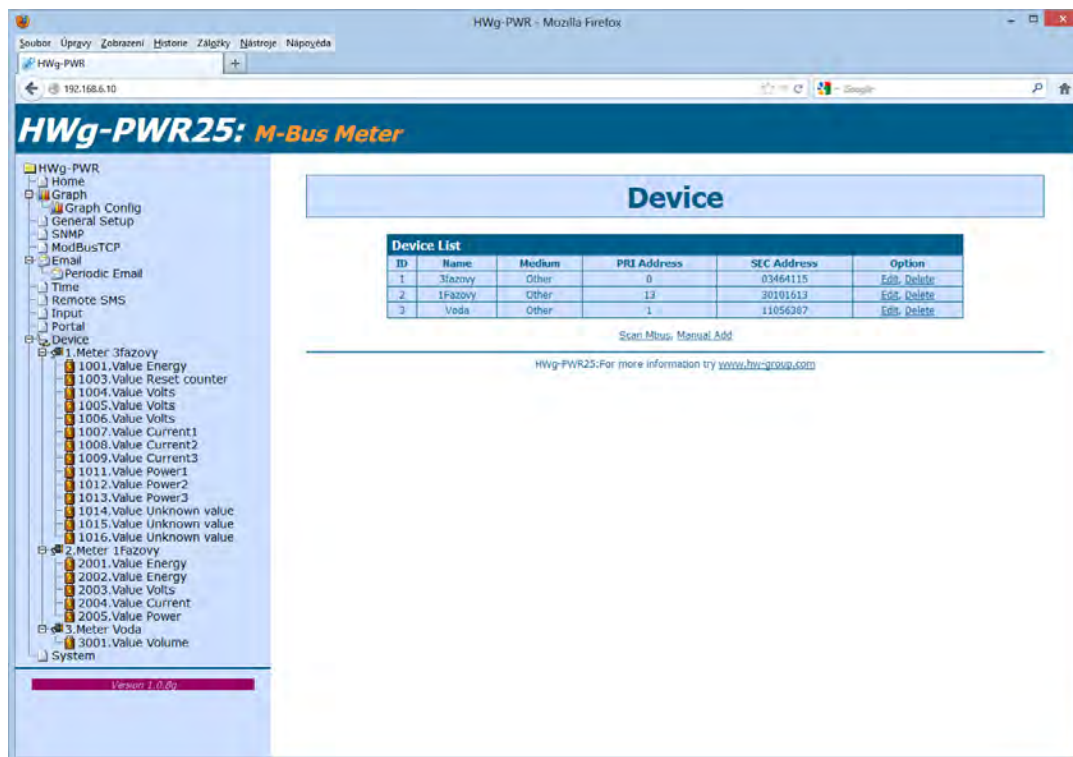 HWg-PWR - Mozilla Firefox
Soubor Úpravy Zobrazení Historie Záložky Nástroje Nápověda
HWg-PWR +
192.168.6.10 Google
HWg-PWR25: M-Bus Meter
HWg-PWR
Home
Graph
Graph Config
General Setup
SNMP
ModBusTCP
Email
Periodic Email
Time
Remote SMS
Input
Portal
Device
1.Meter 3fazovy
1001.Value Energy
1003.Value Reset counter
1004.Value Volts
1005.Value Volts
1006.Value Volts
1007.Value Current1
1008.Value Current2
1009.Value Current3
1011.Value Power1
1012.Value Power2
1013.Value Power3
1014.Value Unknown value
1015.Value Unknown value
1016.Value Unknown value
2.Meter 1Fazovy
2001.Value Energy
2002.Value Energy
2003.Value Volts
2004.Value Current
2005.Value Power
3.Meter Voda
3001.Value Volume
System
Version 1.0.8g
Device
Device List
ID Name Medium PRI Address SEC Address Option
1 3fazovy Other 0 03464115 Edit, Delete
2 1Fazovy Other 13 30101613 Edit, Delete
3 Voda Other 1 11056387 Edit, Delete
Scan Mbus, Manual Add
HWg-PWR25:For more information try www.hw-group.com